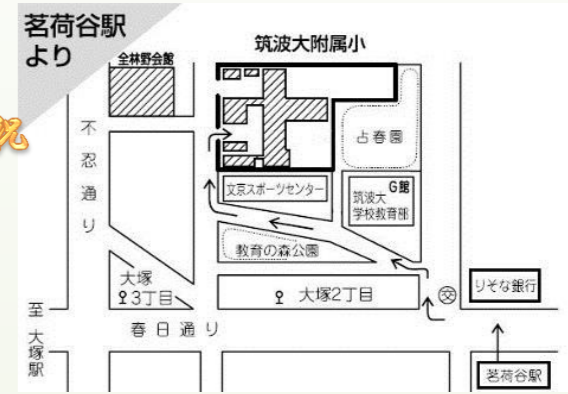 茗荷谷駅
より
筑波大附属小
全林野会館
不忍通り
占春園
文京スポーツセンター
G館
筑波大
学校教育部
教育の森公園
大塚
3丁目
大塚2丁目
交
りそな銀行
至大塚駅
春日通り
茗荷谷駅